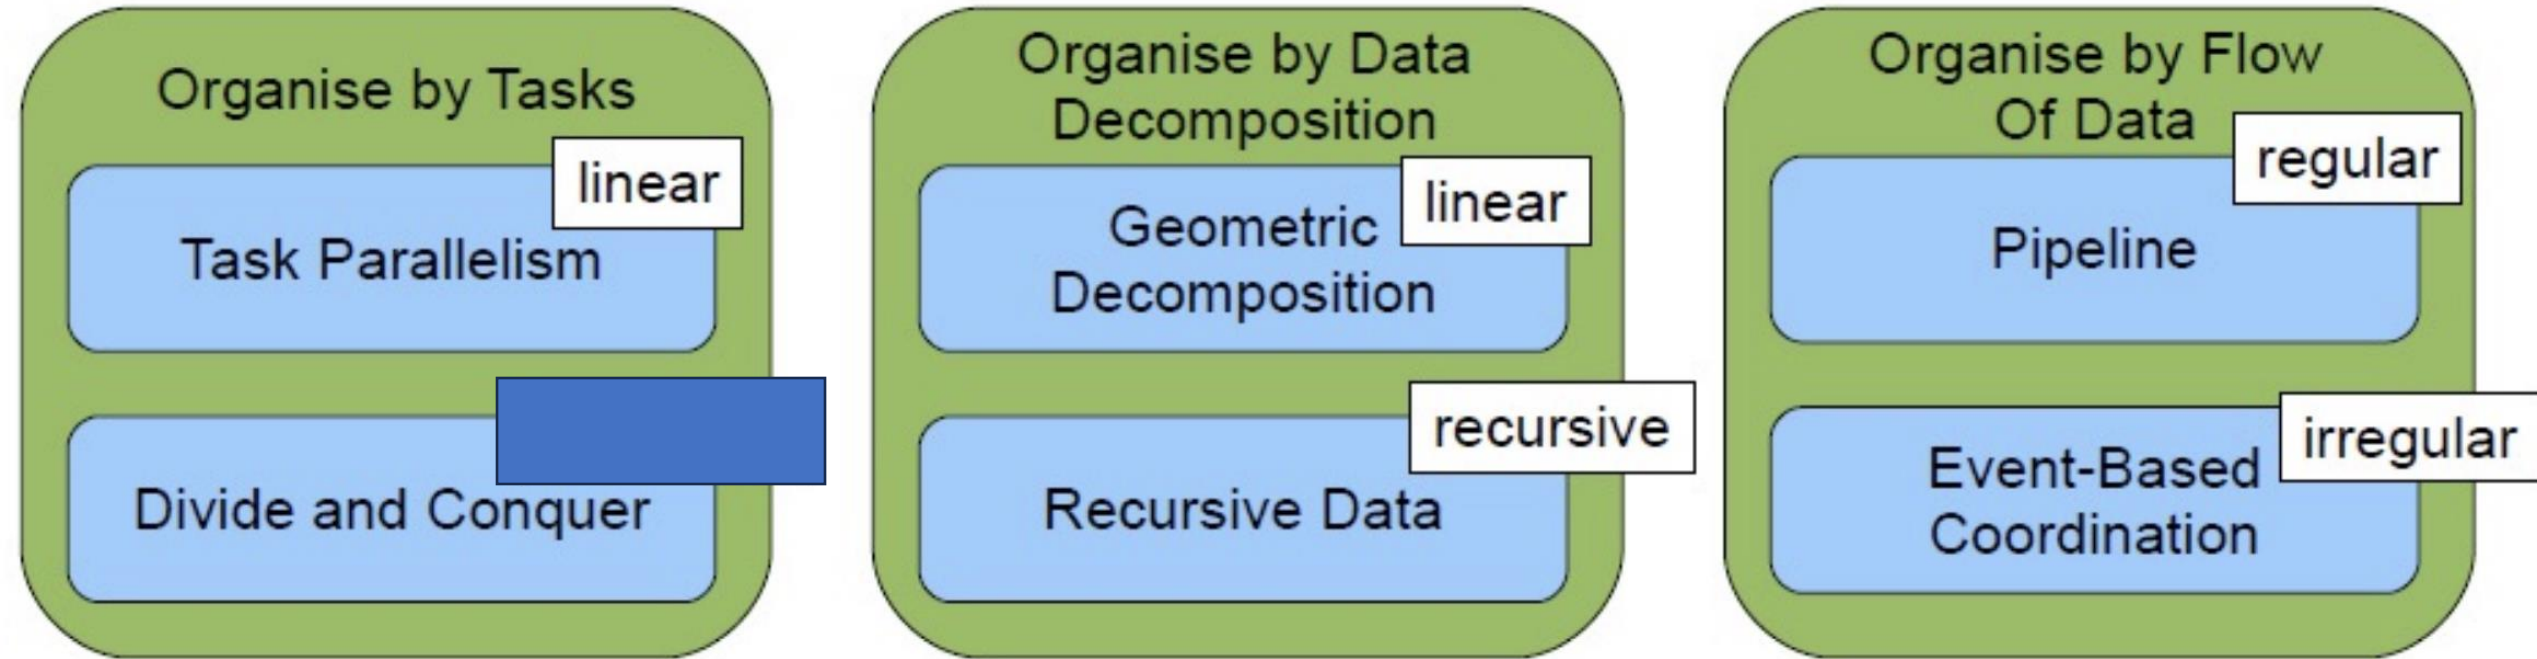 Organise by Tasks
linear
Task Parallelism
Divide and Conquer
Organise by Data
Decomposition
linear
Geometric
Decomposition
recursive
Recursive Data
Organise by Flow
Of Data
regular
Pipeline
irregular
Event-Based
Coordination